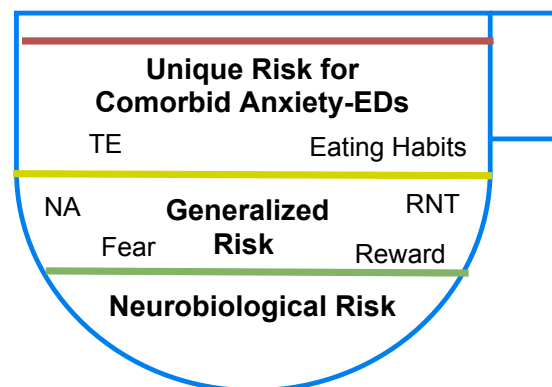 Unique Risk for
Comorbid Anxiety-EDs
TE Eating Habits
NA Generalized RNT
Fear Risk Reward
Neurobiological Risk